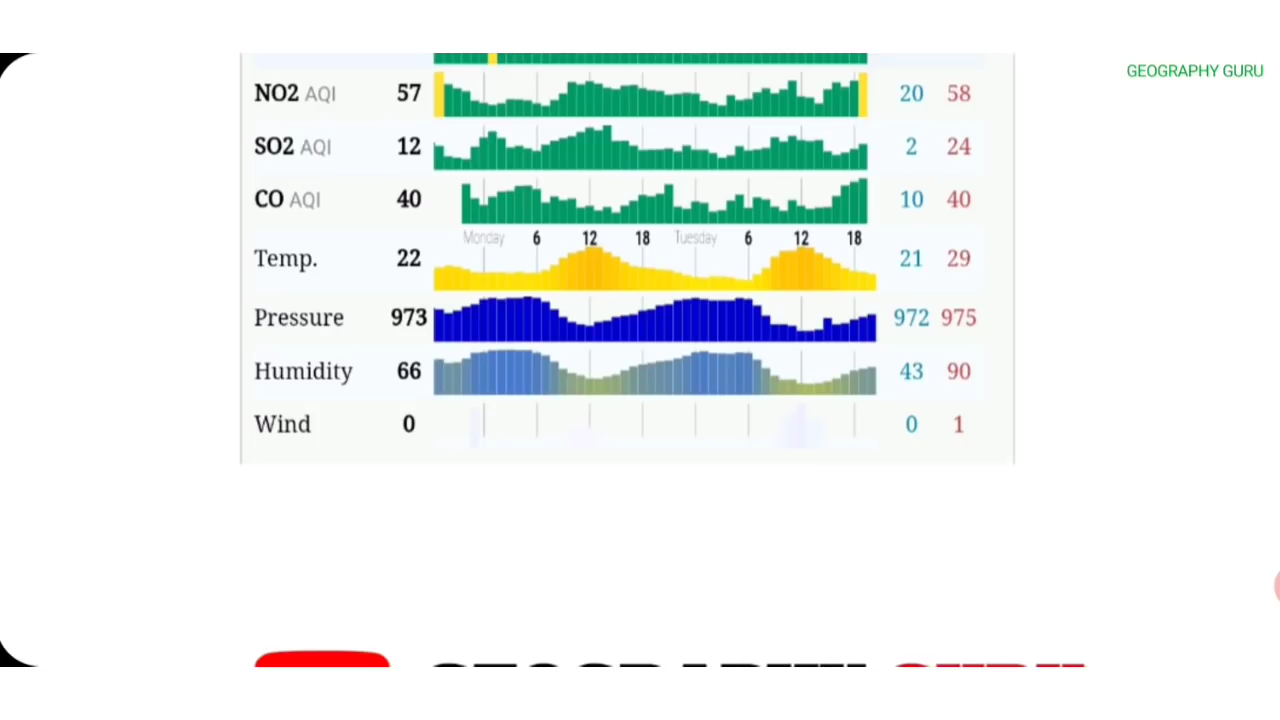 GEOGRAPHY GURU
NO2 AQI 57 20 58
SO2 AQI 12 2 24
CO AQI 40 10 40
Monday 6 12 18 Tuesday 6 12 18
Temp. 22 21 29
Pressure 973 972 975
Humidity 66 43 90
Wind 0 0 1